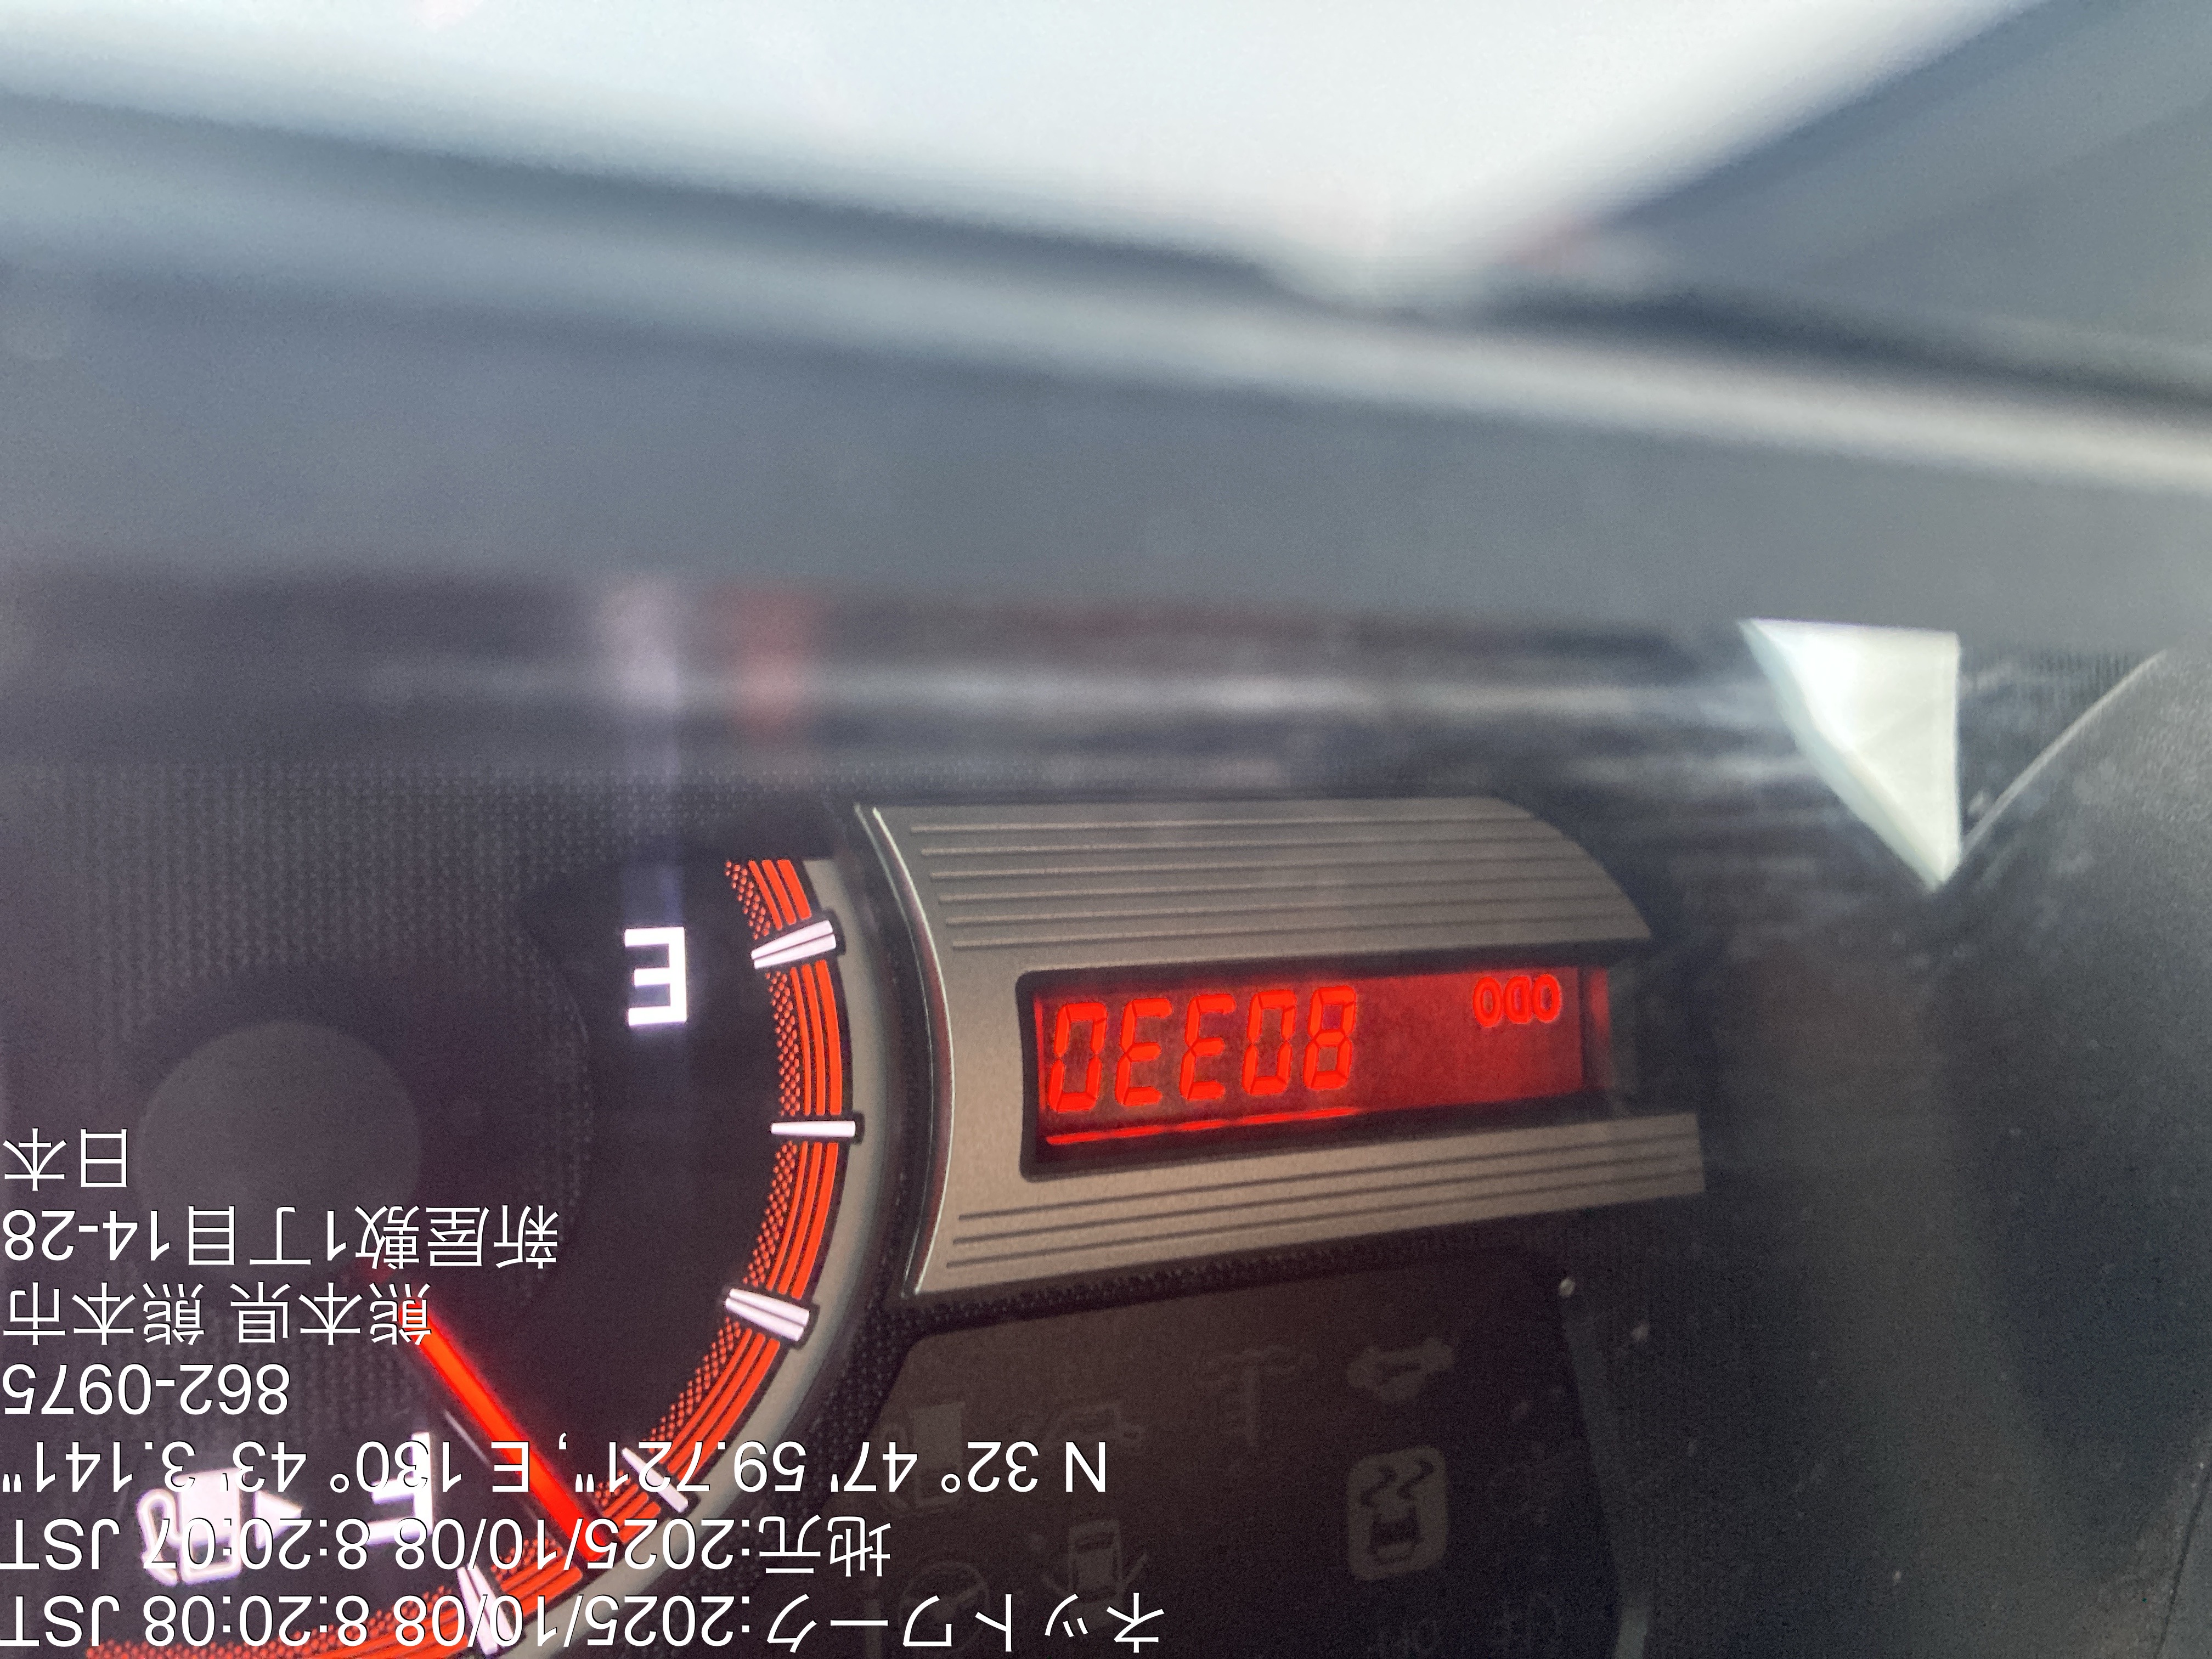 ネットワーク:2025/10/08 8:20:08 JST
地元:2025/10/08 8:20:07 JST
N 32° 47' 59.721", E 130° 43' 3.141"
862-0975
熊本県 熊本市
新屋敷1丁目14-28
日本
F
ODO 80330
E